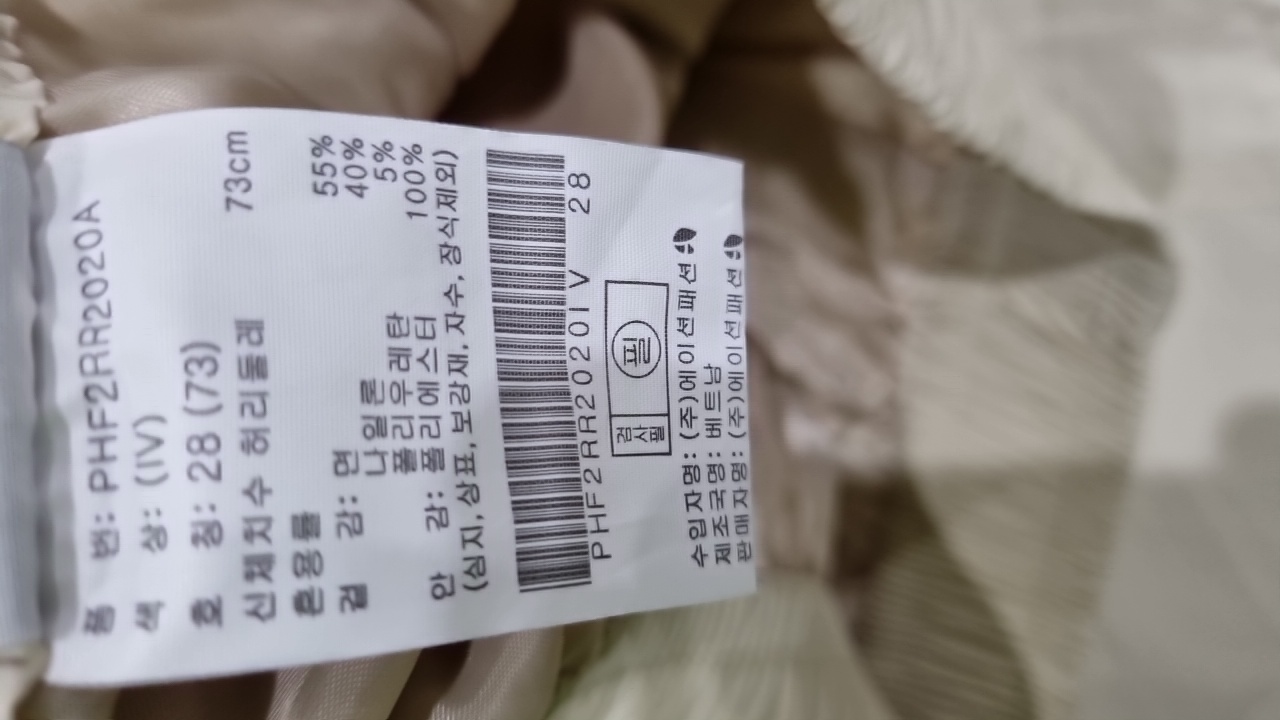 품 번: PHF2RR2020A
색 상: (IV)
호 칭: 28 (73)
신체치수 허리둘레 73cm
혼용률
겉 감: 면 55%
나일론 40%
폴리우레탄 5%
안 감: 폴리에스터 100%
(심지, 상표, 보강재, 자수, 장식제외)
PHF2RR2020IV 28
검사필 필
수입자명: (주)에이션패션
제조국명: 베트남
판매자명: (주)에이션패션